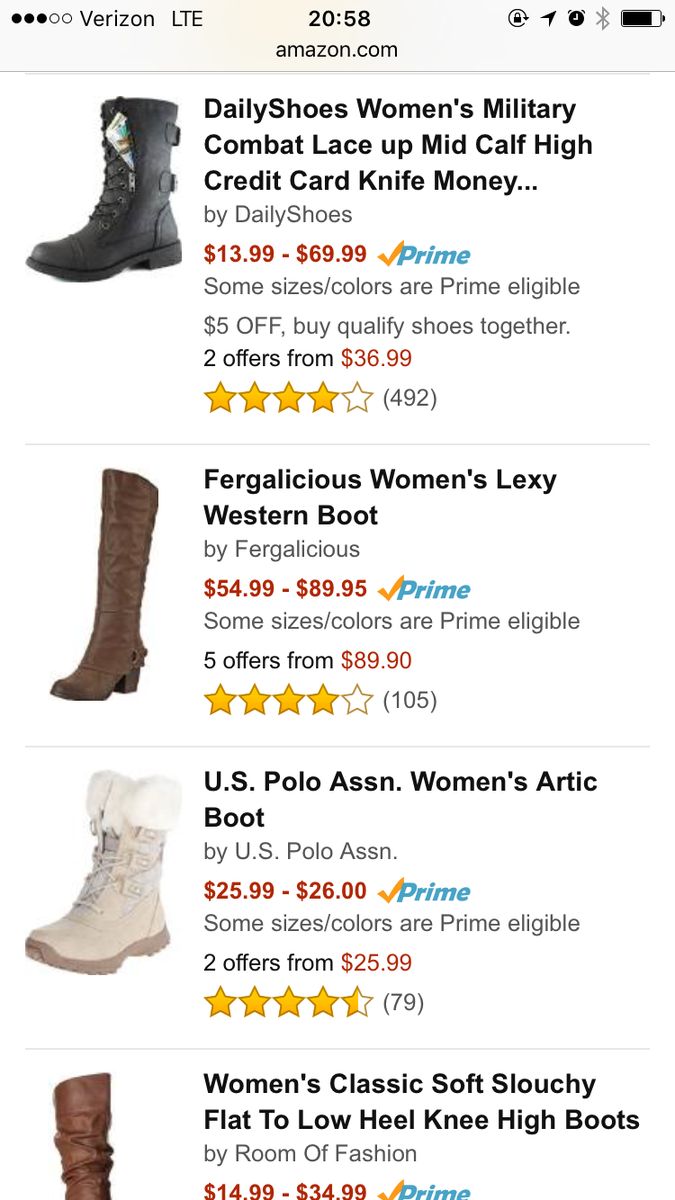 Verizon LTE 20:58
amazon.com
DailyShoes Women's Military
Combat Lace up Mid Calf High
Credit Card Knife Money...
by DailyShoes
$13.99 - $69.99 Prime
Some sizes/colors are Prime eligible
$5 OFF, buy qualify shoes together.
2 offers from $36.99
(492)
Fergalicious Women's Lexy
Western Boot
by Fergalicious
$54.99 - $89.95 Prime
Some sizes/colors are Prime eligible
5 offers from $89.90
(105)
U.S. Polo Assn. Women's Artic
Boot
by U.S. Polo Assn.
$25.99 - $26.00 Prime
Some sizes/colors are Prime eligible
2 offers from $25.99
(79)
Women's Classic Soft Slouchy
Flat To Low Heel Knee High Boots
by Room Of Fashion
$14.99 - $34.99 Prime